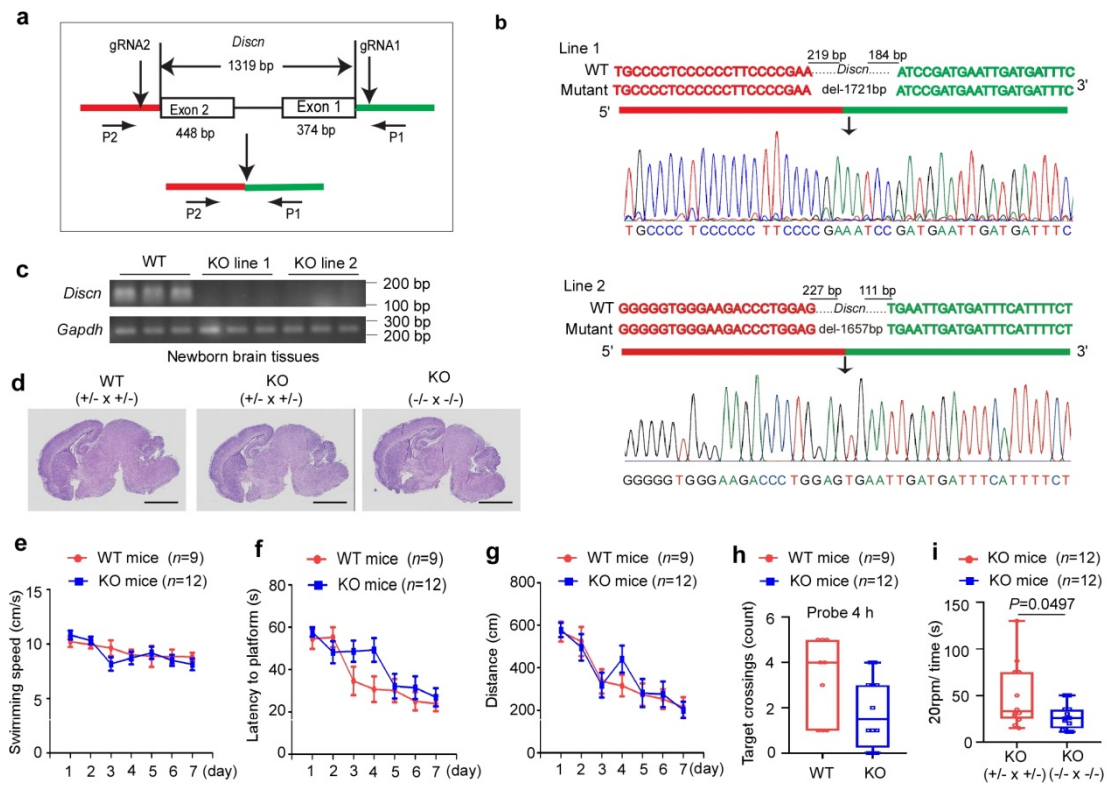 a
gRNA2
Discn
gRNA1
1319 bp
Exon 2
Exon 1
P2
448 bp
374 bp
P1
P2
P1
b
Line 1
219 bp
184 bp
WT
TGCCCCTCCCCCCTTCCCCGAA
......Discn......
ATCCGATGAATTGATGATTTC
Mutant
TGCCCCTCCCCCCTTCCCCGAA
del-1721bp
ATCCGATGAATTGATGATTTC
3'
5'
TGCCCC TCCCCCC TTCCCC GAAATCC GATGAATTGATGATTTC
Line 2
227 bp
111 bp
WT
GGGGGTGGGAAGACCCTGGAG
......Discn......
TGAATTGATGATTTCATTTTCT
Mutant
GGGGGTGGGAAGACCCTGGAG
del-1657bp
TGAATTGATGATTTCATTTTCT
5'
3'
GGGGGTGGGAAGACCCTGGAGTGAATTGATGATTTCATTTTCT
c
WT
KO line 1
KO line 2
Discn
200 bp
100 bp
Gapdh
300 bp
200 bp
Newborn brain tissues
d
WT
(+/- x +/-)
KO
(+/- x +/-)
KO
(-/- x -/-)
e
WT mice (n=9)
KO mice (n=12)
Swimming speed (cm/s)
15
10
5
0
1 2 3 4 5 6 7 (day)
f
WT mice (n=9)
KO mice (n=12)
Latency to platform (s)
80
60
40
20
0
1 2 3 4 5 6 7 (day)
g
WT mice (n=9)
KO mice (n=12)
Distance (cm)
800
600
400
200
0
1 2 3 4 5 6 7 (day)
h
WT mice (n=9)
KO mice (n=12)
Probe 4 h
Target crossings (count)
6
4
2
0
WT
KO
i
KO mice (n=12)
KO mice (n=12)
P=0.0497
20rpm/ time (s)
150
100
50
0
KO
(+/- x +/-)
KO
(-/- x -/-)